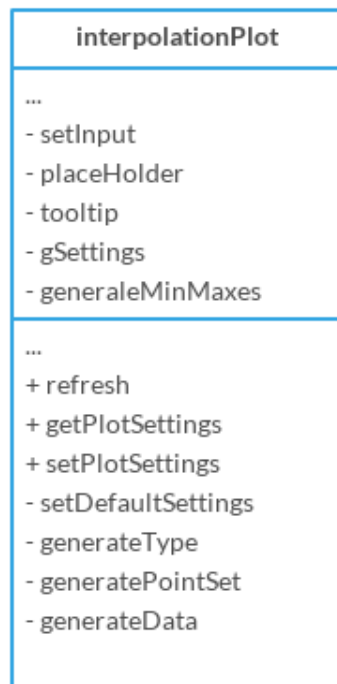 interpolationPlot
...
- setInput
- placeHolder
- tooltip
- gSettings
- generaleMinMaxes
...
+ refresh
+ getPlotSettings
+ setPlotSettings
- setDefaultSettings
- generateType
- generatePointSet
- generateData